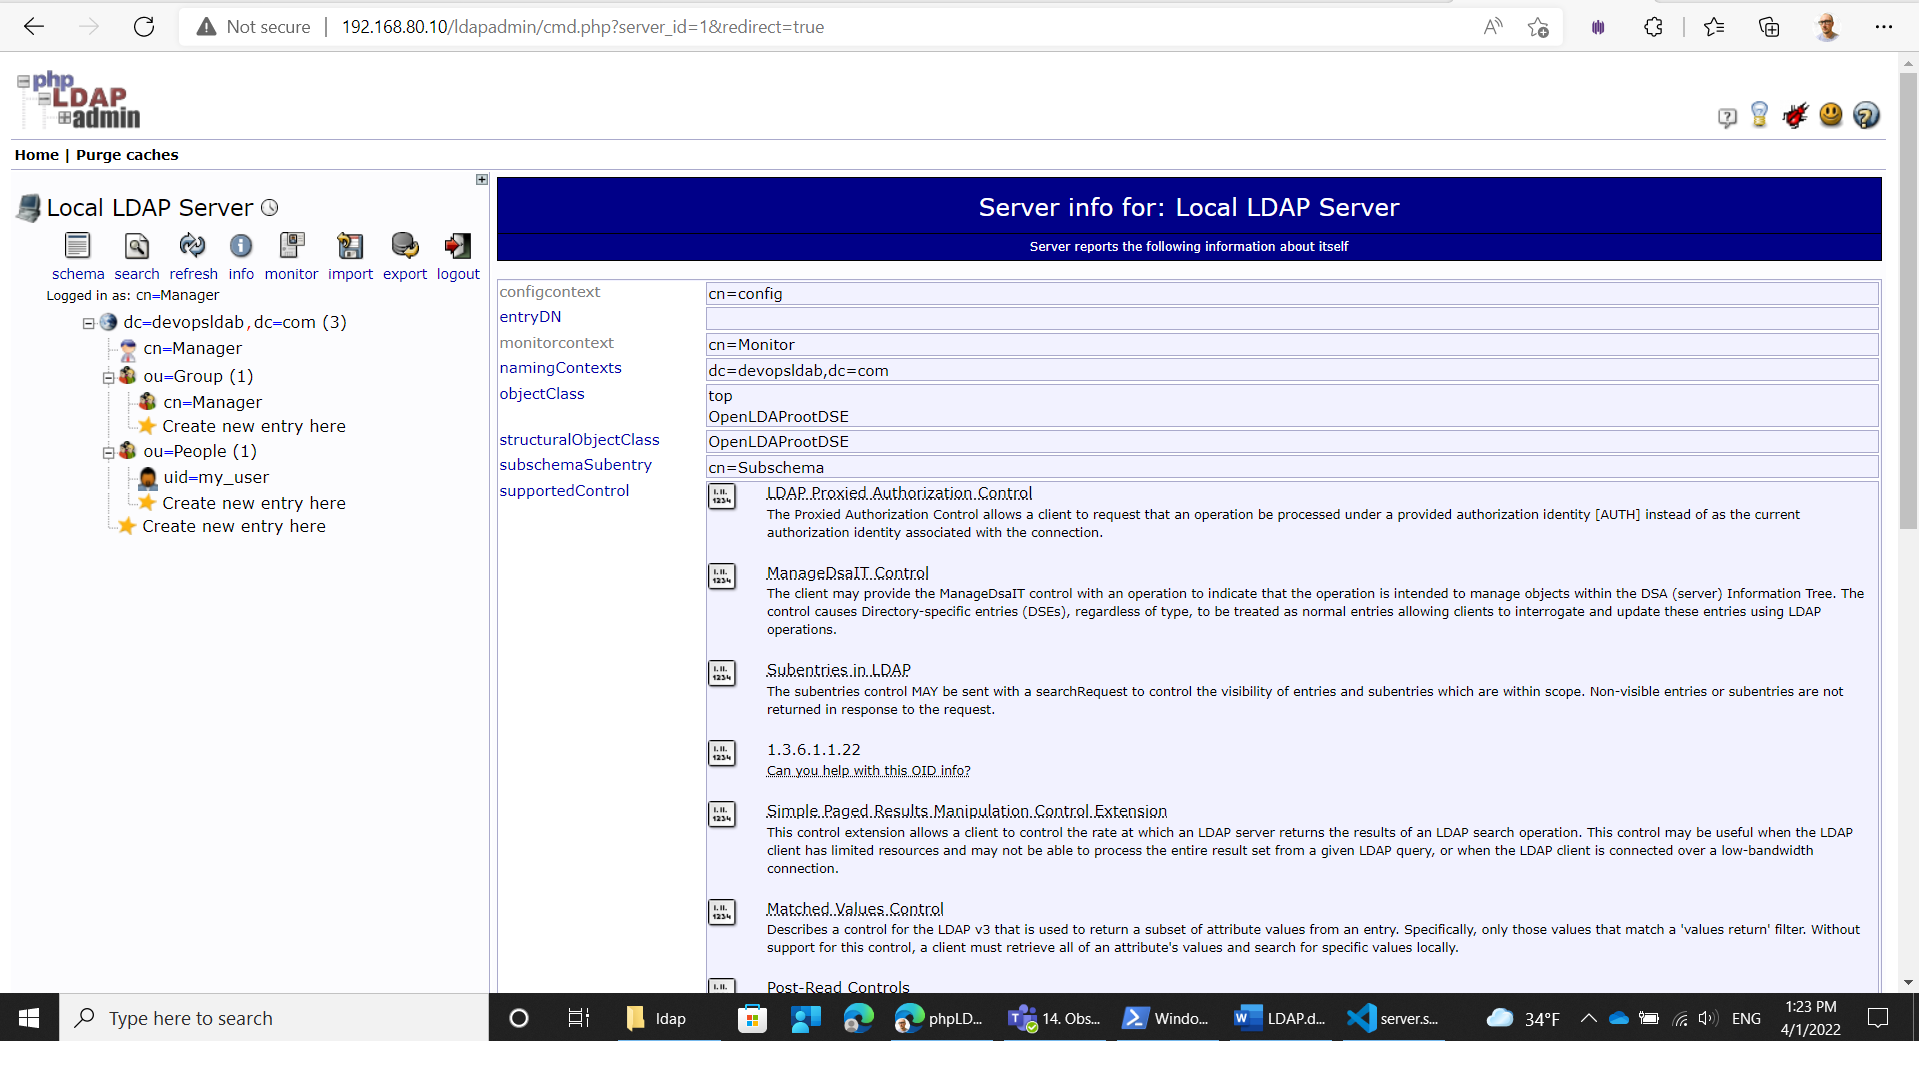 Not secure
192.168.80.10/ldapadmin/cmd.php?server_id=1&redirect=true
php
LDAP
admin
Home | Purge caches
Local LDAP Server
schema search refresh info monitor import export logout
Logged in as: cn=Manager
dc=devopsldab,dc=com (3)
cn=Manager
ou=Group (1)
cn=Manager
Create new entry here
ou=People (1)
uid=my_user
Create new entry here
Create new entry here
Server info for: Local LDAP Server
Server reports the following information about itself
configcontext cn=config
entryDN
monitorcontext cn=Monitor
namingContexts dc=devopsldab,dc=com
objectClass top
OpenLDAProotDSE
structuralObjectClass OpenLDAProotDSE
subschemaSubentry cn=Subschema
supportedControl
LDAP Proxied Authorization Control
The Proxied Authorization Control allows a client to request that an operation be processed under a provided authorization identity [AUTH] instead of as the current
authorization identity associated with the connection.
ManageDsaIT Control
The client may provide the ManageDsaIT control with an operation to indicate that the operation is intended to manage objects within the DSA (server) Information Tree. The
control causes Directory-specific entries (DSEs), regardless of type, to be treated as normal entries allowing clients to interrogate and update these entries using LDAP
operations.
Subentries in LDAP
The subentries control MAY be sent with a searchRequest to control the visibility of entries and subentries which are within scope. Non-visible entries or subentries are not
returned in response to the request.
1.3.6.1.1.22
Can you help with this OID info?
Simple Paged Results Manipulation Control Extension
This control extension allows a client to control the rate at which an LDAP server returns the results of an LDAP search operation. This control may be useful when the LDAP
client has limited resources and may not be able to process the entire result set from a given LDAP query, or when the LDAP client is connected over a low-bandwidth
connection.
Matched Values Control
Describes a control for the LDAP v3 that is used to return a subset of attribute values from an entry. Specifically, only those values that match a 'values return' filter. Without
support for this control, a client must retrieve all of an attribute's values and search for specific values locally.
Post-Read Controls
Type here to search
ldap
phpLD...
14. Obs...
Windo...
LDAP.d...
server.s...
34°F
ENG
1:23 PM
4/1/2022